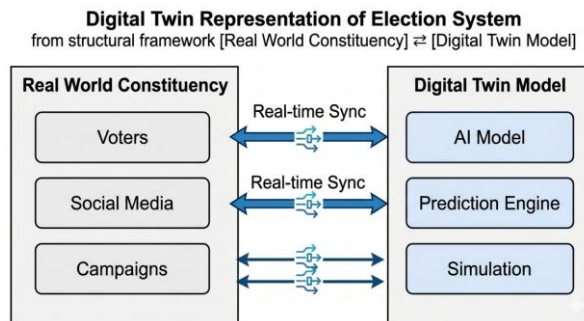 Digital Twin Representation of Election System
from structural framework [Real World Constituency] ⇄ [Digital Twin Model]
Real World Constituency
Digital Twin Model
Real-time Sync
Voters
AI Model
Real-time Sync
Social Media
Prediction Engine
Campaigns
Simulation